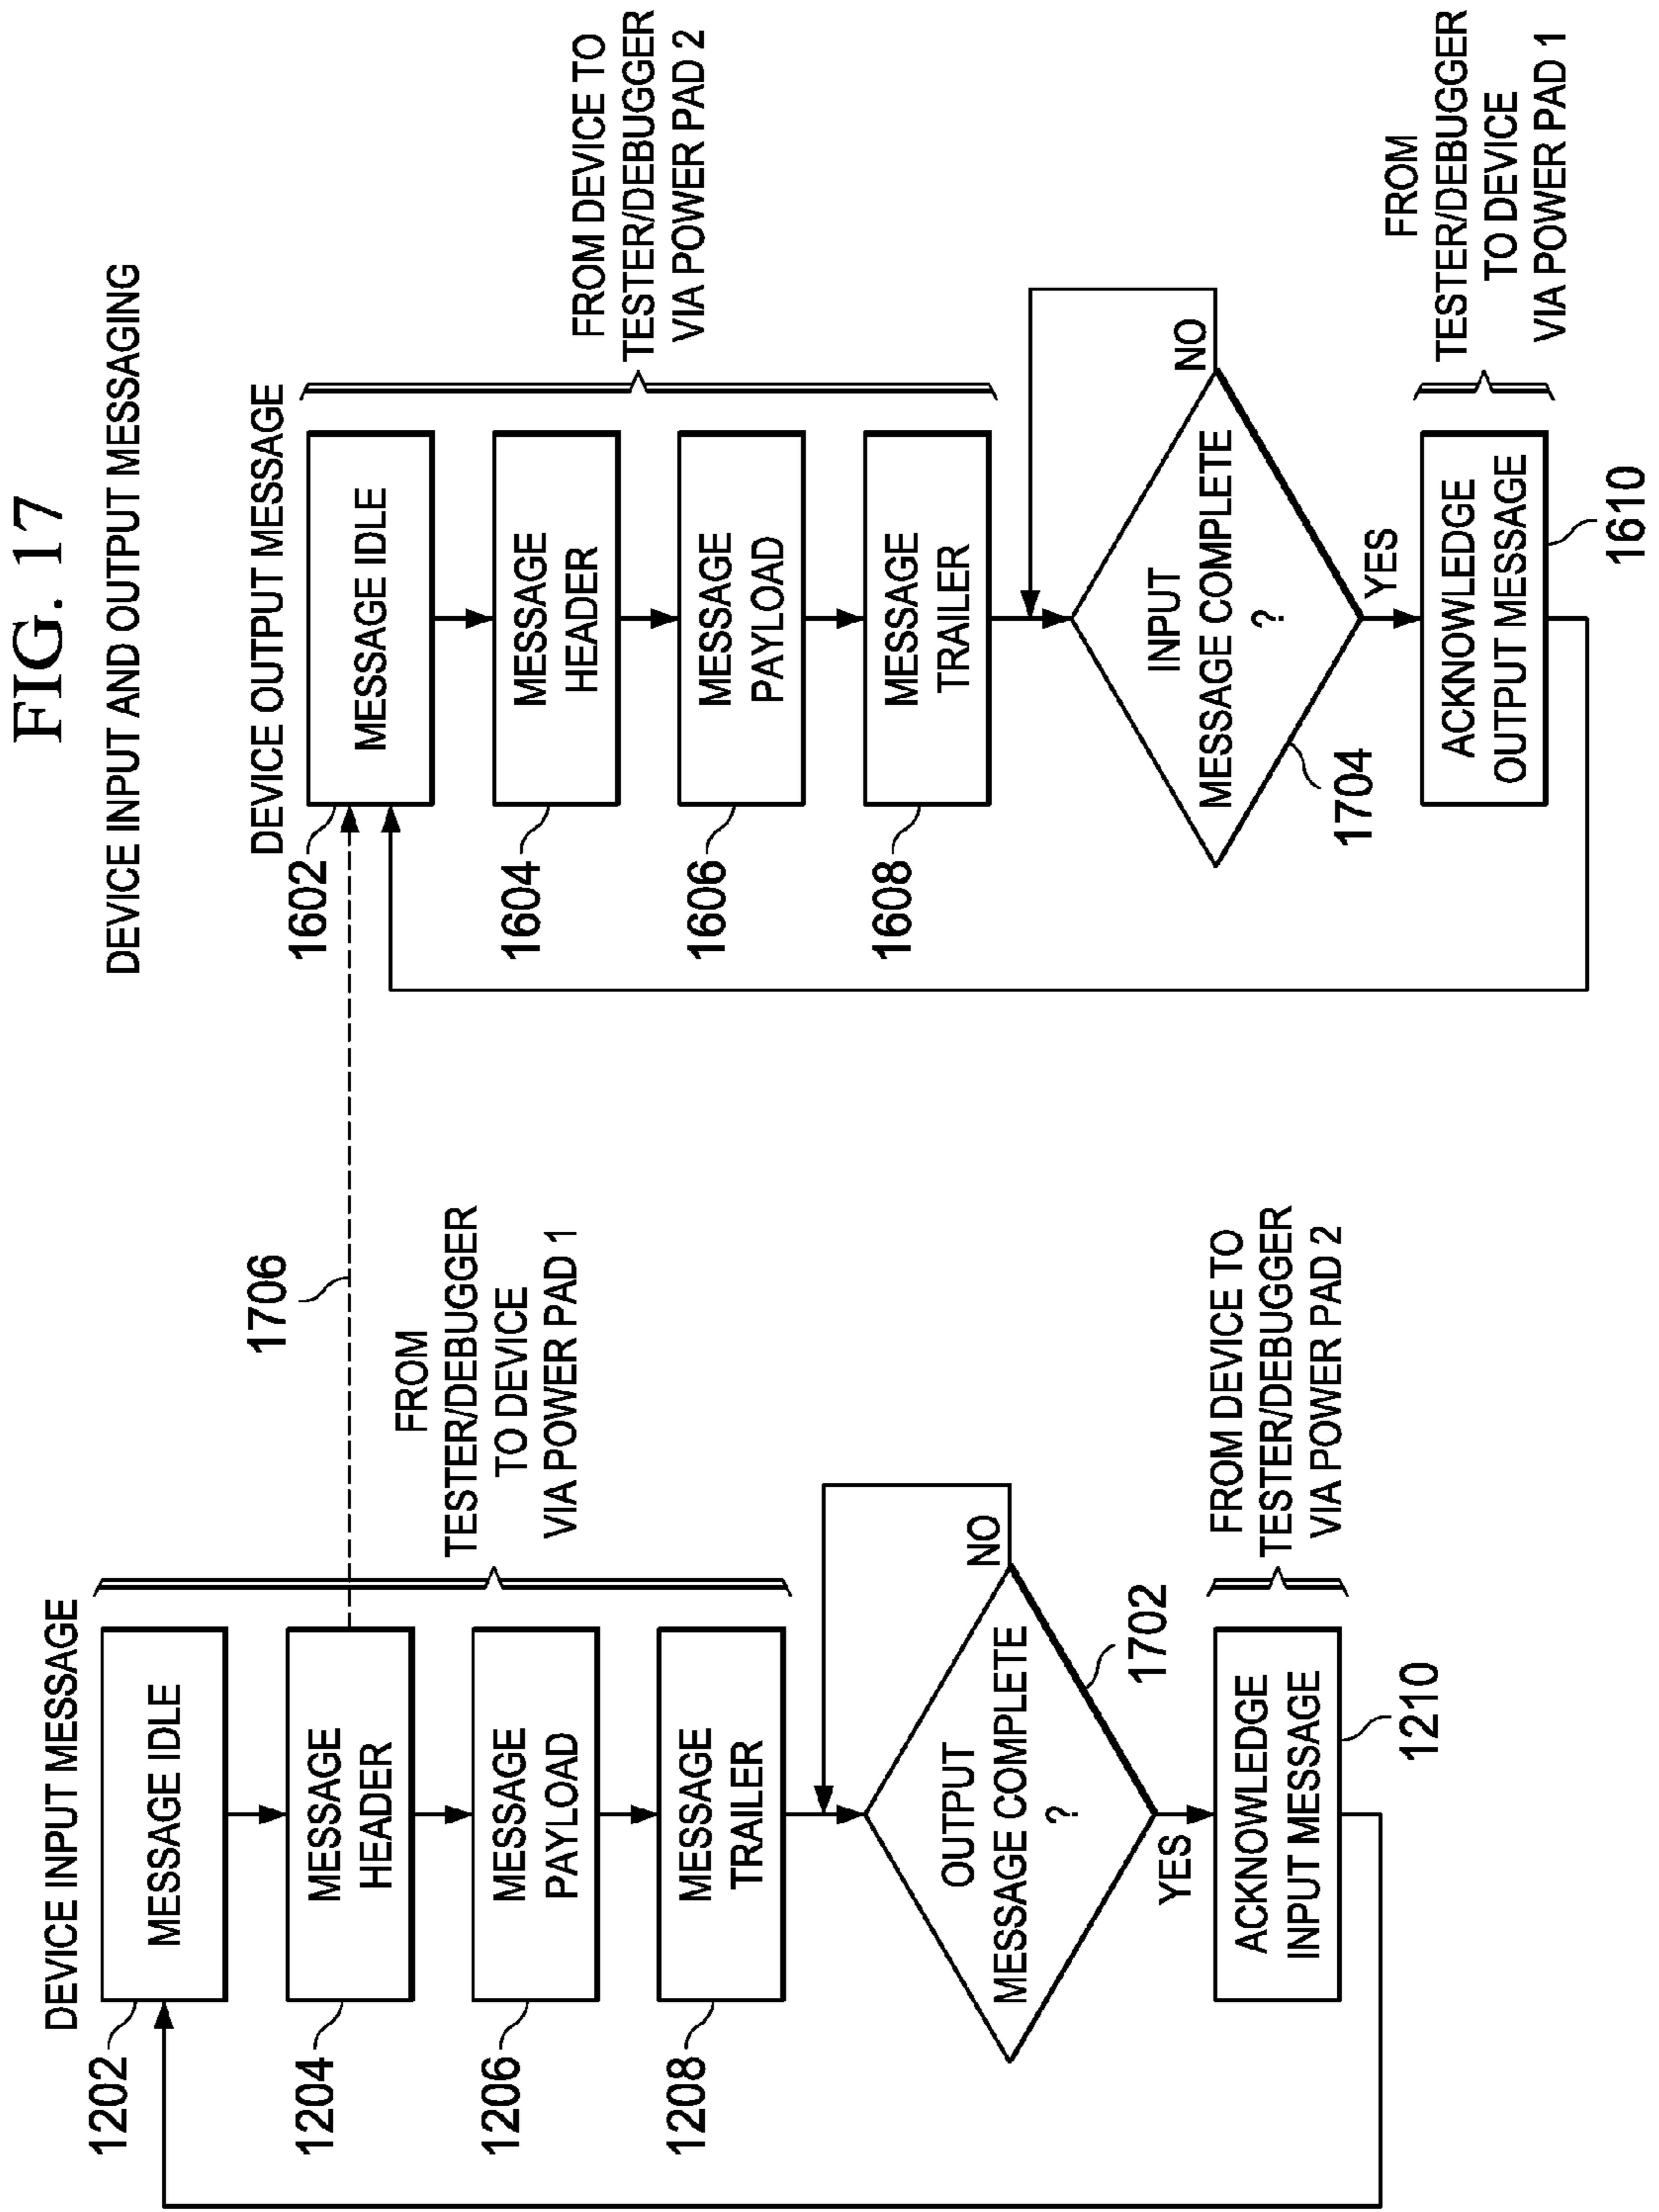 FIG. 17
DEVICE INPUT AND OUTPUT MESSAGING
DEVICE INPUT MESSAGE
1202
MESSAGE IDLE
1204
MESSAGE
HEADER
1206
MESSAGE
PAYLOAD
1208
MESSAGE
TRAILER
FROM
TESTER/DEBUGGER
TO DEVICE
VIA POWER PAD 1
OUTPUT
MESSAGE COMPLETE
?
NO
1702
YES
ACKNOWLEDGE
INPUT MESSAGE
1210
FROM DEVICE TO
TESTER/DEBUGGER
VIA POWER PAD 2
1706
DEVICE OUTPUT MESSAGE
1602
MESSAGE IDLE
1604
MESSAGE
HEADER
1606
MESSAGE
PAYLOAD
1608
MESSAGE
TRAILER
FROM DEVICE TO
TESTER/DEBUGGER
VIA POWER PAD 2
INPUT
MESSAGE COMPLETE
?
NO
1704
YES
ACKNOWLEDGE
OUTPUT MESSAGE
1610
FROM
TESTER/DEBUGGER
TO DEVICE
VIA POWER PAD 1